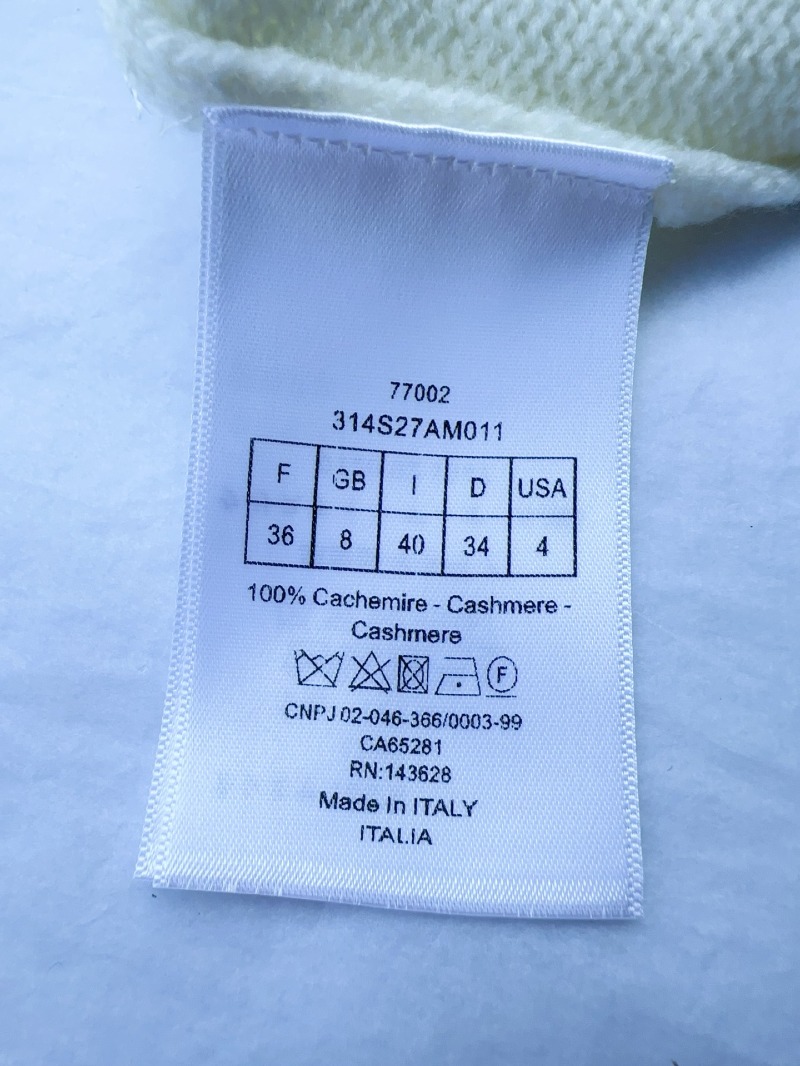 77002
314S27AM011
F GB I D USA
36 8 40 34 4
100% Cachemire - Cashmere -
Cashmere
F
CNPJ 02-046-366/0003-99
CA65281
RN:143628
Made In ITALY
ITALIA